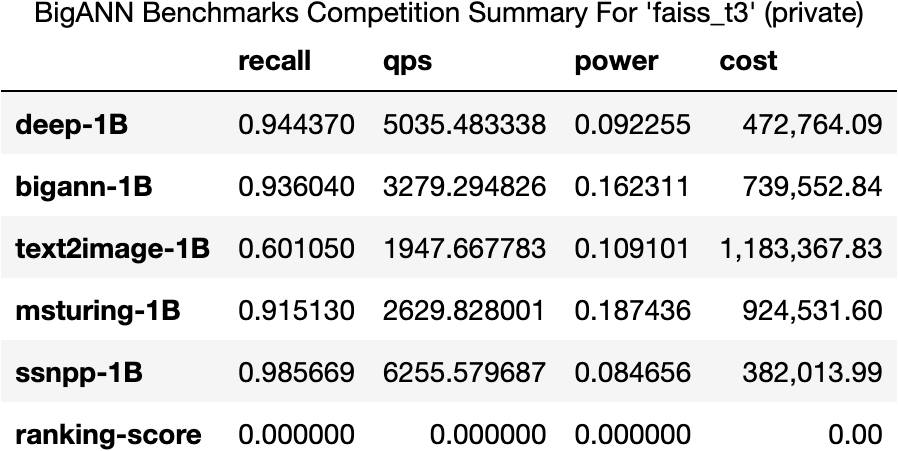 BigANN Benchmarks Competition Summary For 'faiss_t3' (private)
recall qps power cost
deep-1B 0.944370 5035.483338 0.092255 472,764.09
bigann-1B 0.936040 3279.294826 0.162311 739,552.84
text2image-1B 0.601050 1947.667783 0.109101 1,183,367.83
msturing-1B 0.915130 2629.828001 0.187436 924,531.60
ssnpp-1B 0.985669 6255.579687 0.084656 382,013.99
ranking-score 0.000000 0.000000 0.000000 0.00